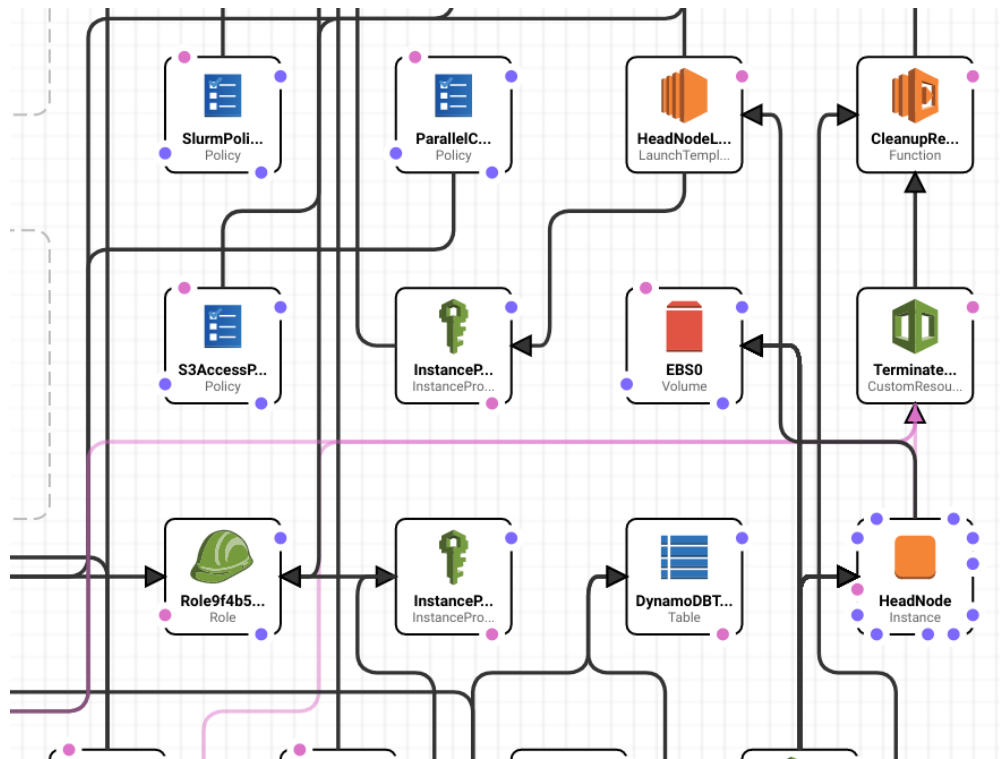 SlurmPoli...
Policy
ParallelC...
Policy
HeadNodeL...
LaunchTempl...
CleanupRe...
Function
S3AccessP...
Policy
InstanceP...
InstancePro...
EBS0
Volume
Terminate...
CustomResou...
Role9f4b5...
Role
InstanceP...
InstancePro...
DynamoDBT...
Table
HeadNode
Instance